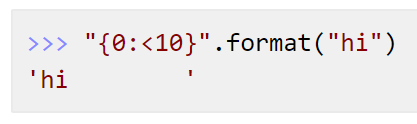 >>> "{0:<10}".format("hi")
'hi        '